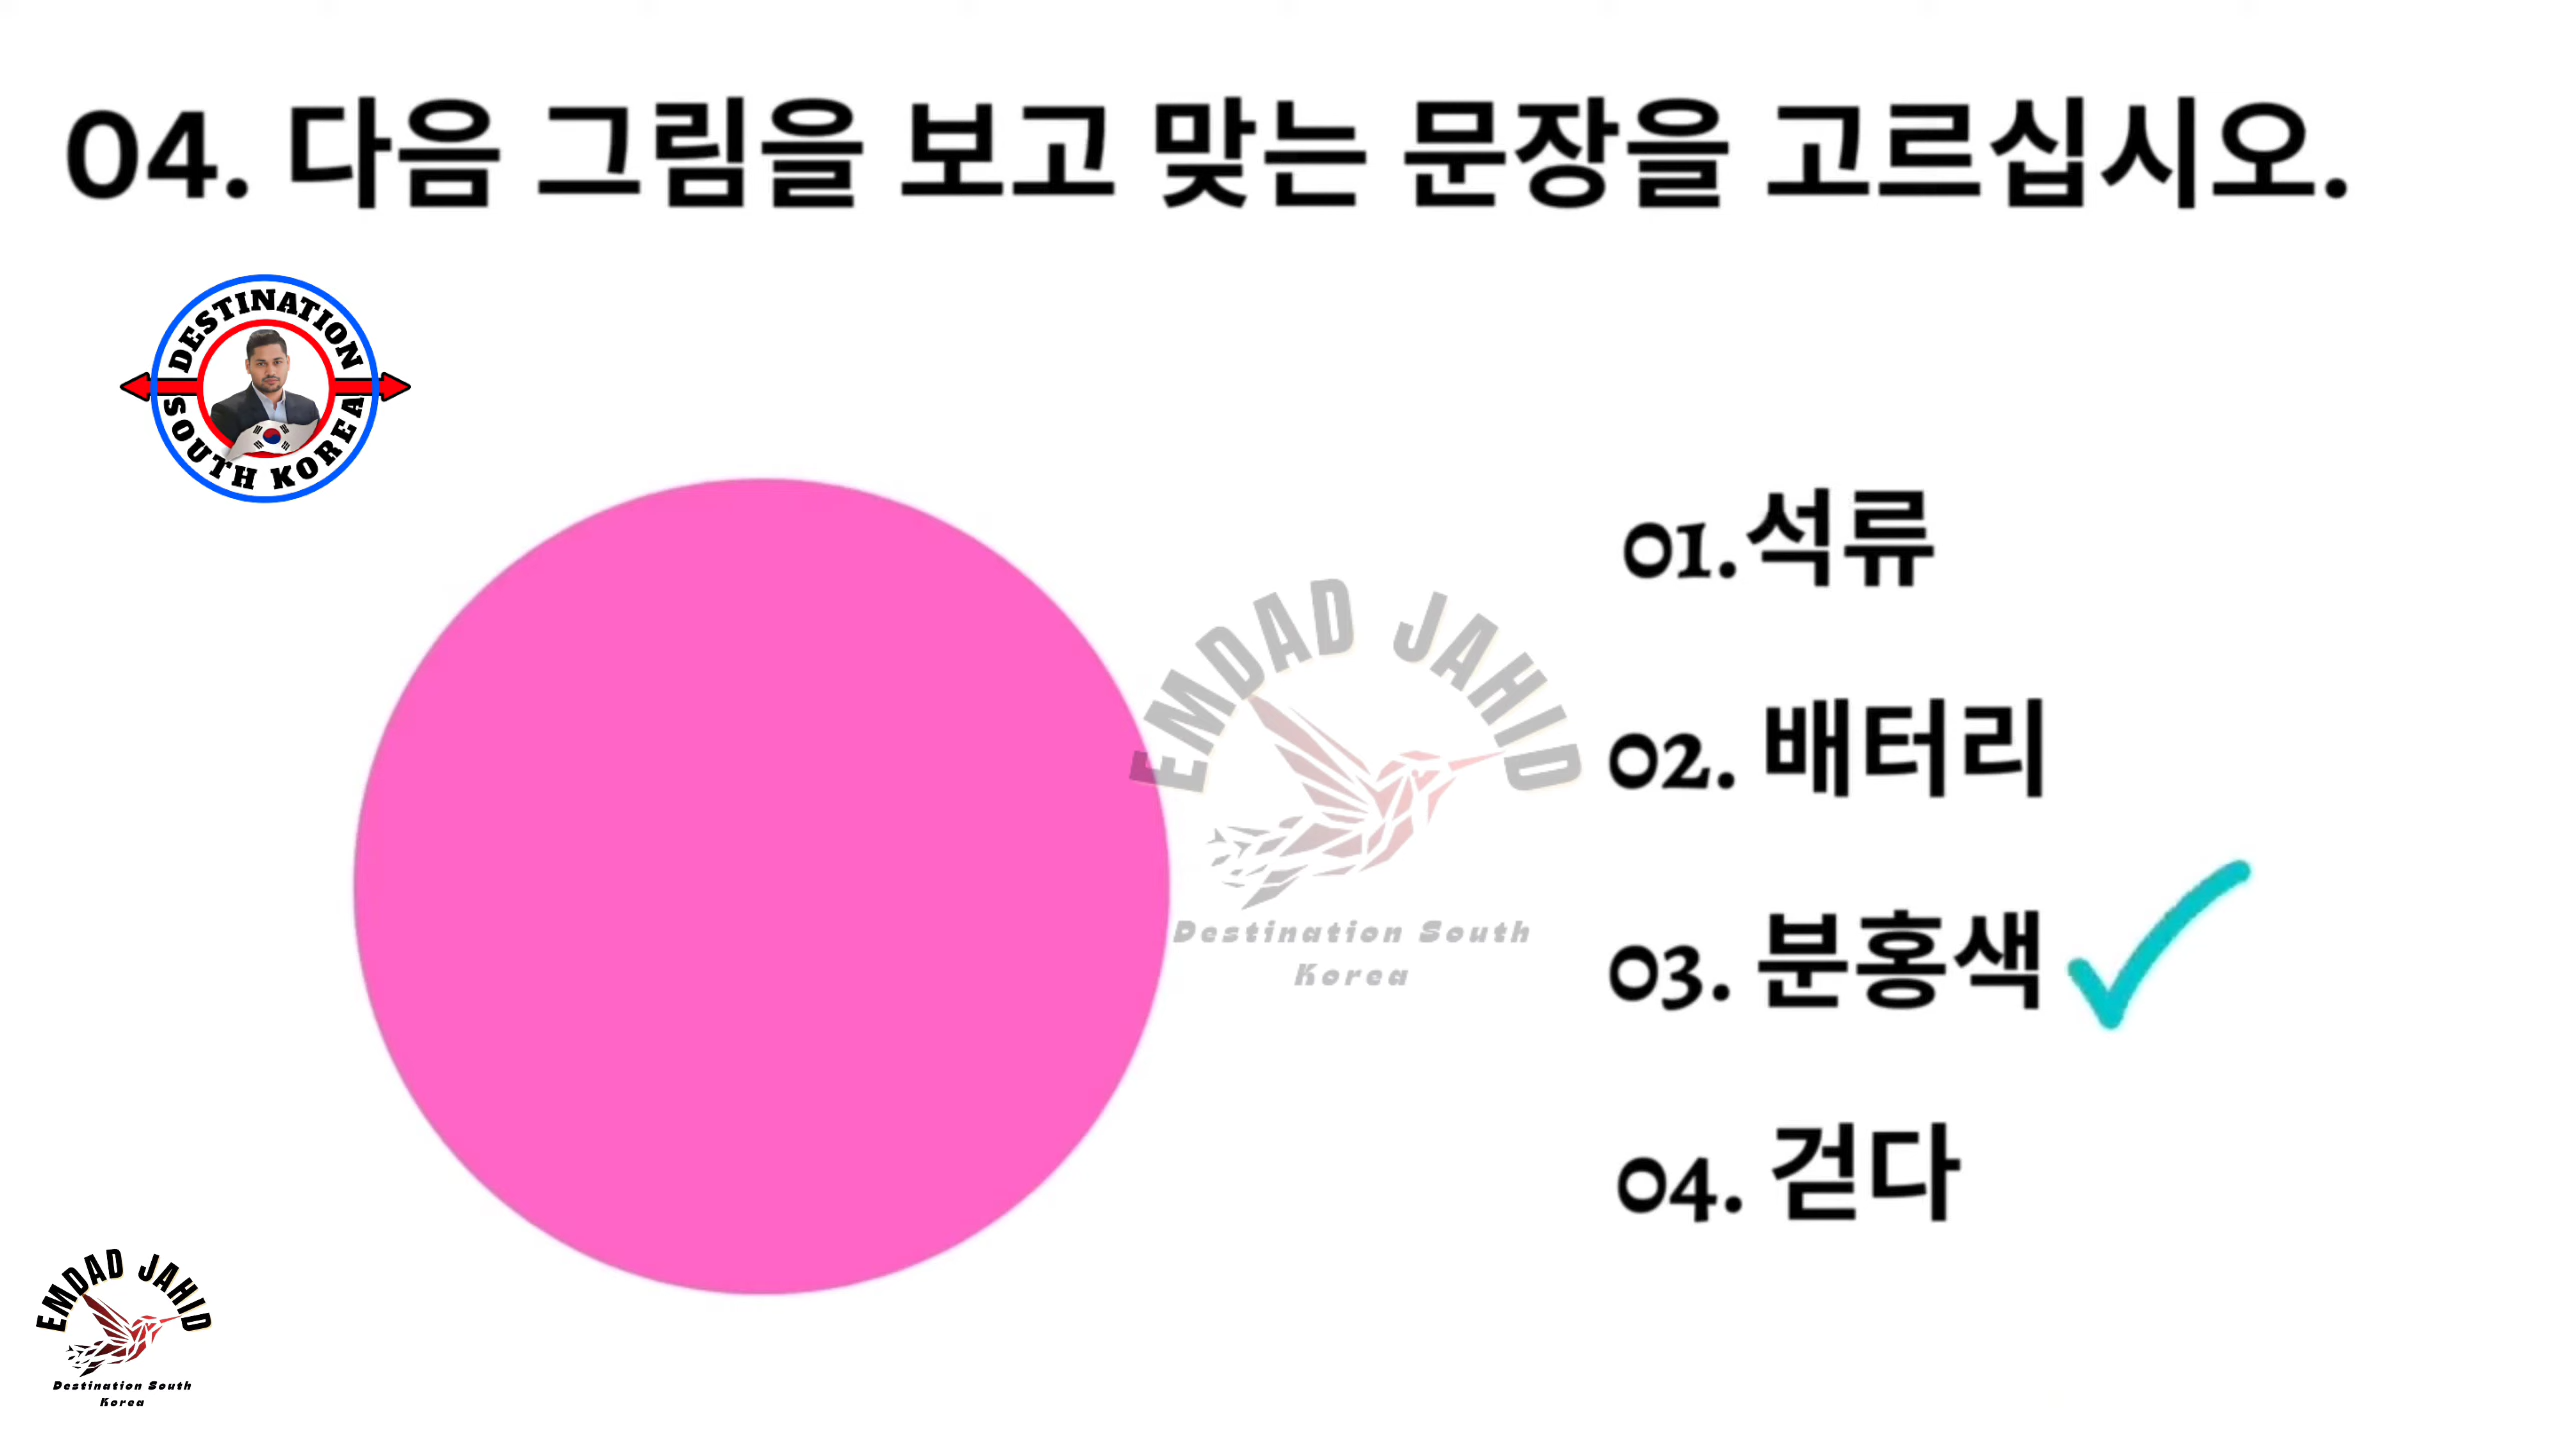 04. 다음 그림을 보고 맞는 문장을 고르십시오.
DESTINATION
SOUTH KOREA
01. 석류
EMDAD JAHID
02. 배터리
Destination South
Korea
03. 분홍색
04. 걷다
EMDAD JAHID
Destination South
Korea